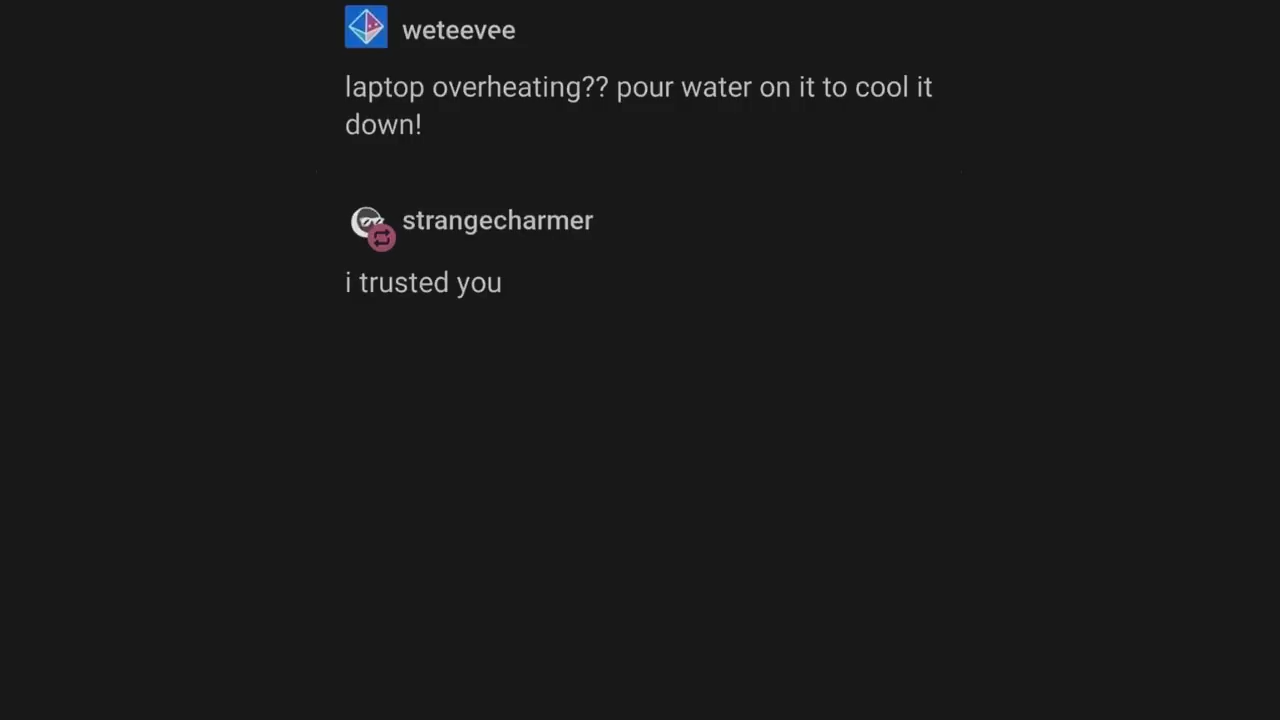 weteevee
laptop overheating?? pour water on it to cool it
down!
strangecharmer
i trusted you